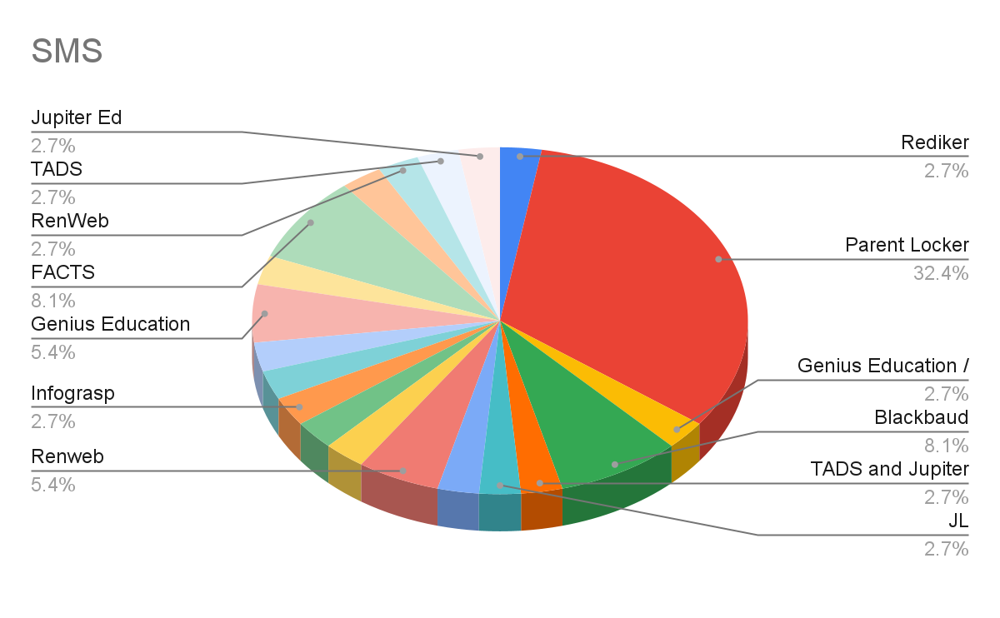 SMS
Jupiter Ed
2.7%
TADS
2.7%
RenWeb
2.7%
FACTS
8.1%
Genius Education
5.4%
Infograsp
2.7%
Renweb
5.4%
Rediker
2.7%
Parent Locker
32.4%
Genius Education /
2.7%
Blackbaud
8.1%
TADS and Jupiter
2.7%
JL
2.7%